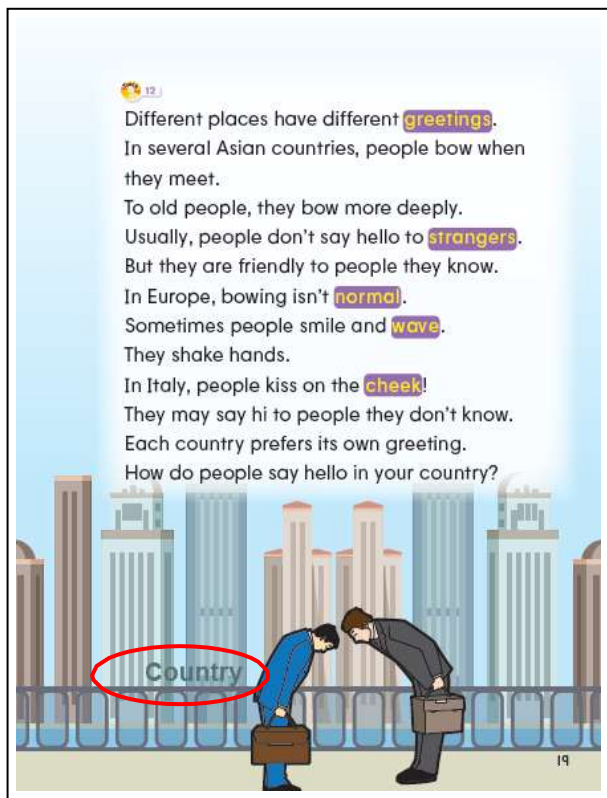 12
Different places have different greetings.
In several Asian countries, people bow when
they meet.
To old people, they bow more deeply.
Usually, people don't say hello to strangers.
But they are friendly to people they know.
In Europe, bowing isn't normal.
Sometimes people smile and wave.
They shake hands.
In Italy, people kiss on the cheek!
They may say hi to people they don't know.
Each country prefers its own greeting.
How do people say hello in your country?
Country
19